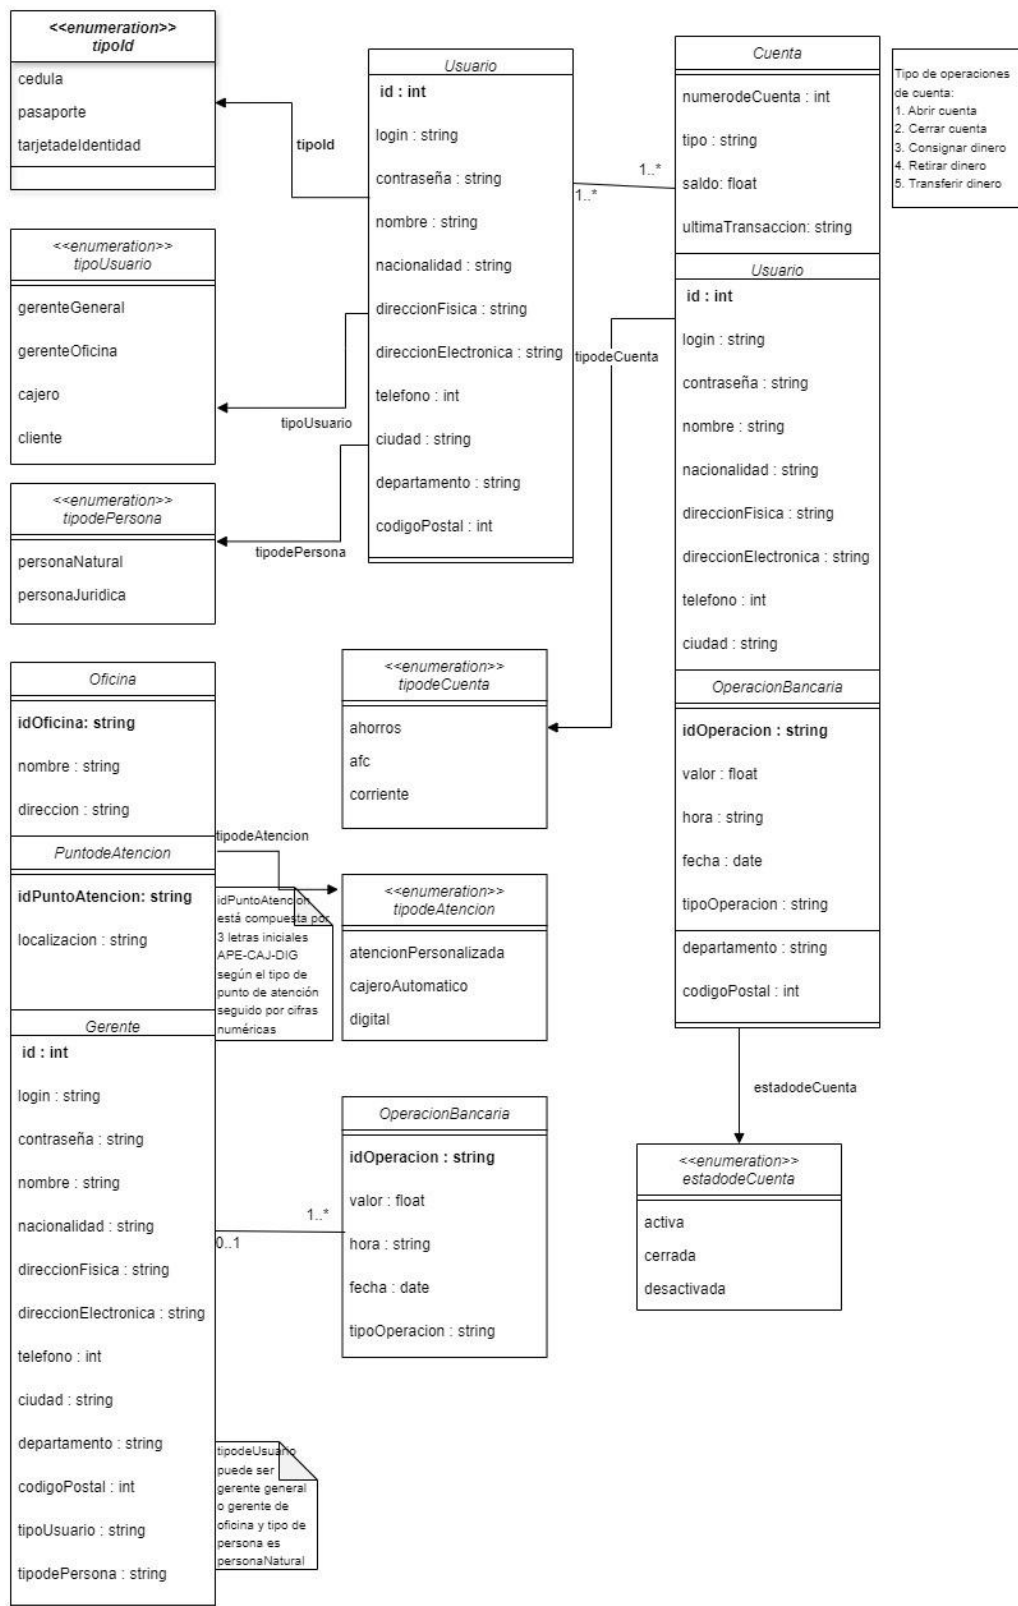 <<enumeration>>
tipoId
cedula
pasaporte
tarjetadeIdentidad
tipoId
<<enumeration>>
tipoUsuario
gerenteGeneral
gerenteOficina
cajero
cliente
tipoUsuario
<<enumeration>>
tipodePersona
personaNatural
personaJuridica
tipodePersona
Usuario
id : int
login : string
contraseña : string
nombre : string
nacionalidad : string
direccionFisica : string
direccionElectronica : string
telefono : int
ciudad : string
departamento : string
codigoPostal : int
1..*
1..*
Cuenta
numerodeCuenta : int
tipo : string
saldo: float
ultimaTransaccion: string
Usuario
id : int
login : string
contraseña : string
nombre : string
nacionalidad : string
direccionFisica : string
direccionElectronica : string
telefono : int
ciudad : string
OperacionBancaria
idOperacion : string
valor : float
hora : string
fecha : date
tipoOperacion : string
departamento : string
codigoPostal : int
Tipo de operaciones
de cuenta:
1. Abrir cuenta
2. Cerrar cuenta
3. Consignar dinero
4. Retirar dinero
5. Transferir dinero
tipodeCuenta
<<enumeration>>
tipodeCuenta
ahorros
afc
corriente
estadodeCuenta
<<enumeration>>
estadodeCuenta
activa
cerrada
desactivada
Oficina
idOficina: string
nombre : string
direccion : string
PuntodeAtencion
idPuntoAtencion: string
localizacion : string
tipodeAtencion
idPuntoAtencion
está compuesta por
3 letras iniciales
APE-CAJ-DIG
según el tipo de
punto de atención
seguido por cifras
numéricas
<<enumeration>>
tipodeAtencion
atencionPersonalizada
cajeroAutomatico
digital
Gerente
id : int
login : string
contraseña : string
nombre : string
nacionalidad : string
direccionFisica : string
direccionElectronica : string
telefono : int
ciudad : string
departamento : string
codigoPostal : int
tipoUsuario : string
tipodePersona : string
0..1
1..*
OperacionBancaria
idOperacion : string
valor : float
hora : string
fecha : date
tipoOperacion : string
tipodeUsuario
puede ser
gerente general
o gerente de
oficina y tipo de
persona es
personaNatural